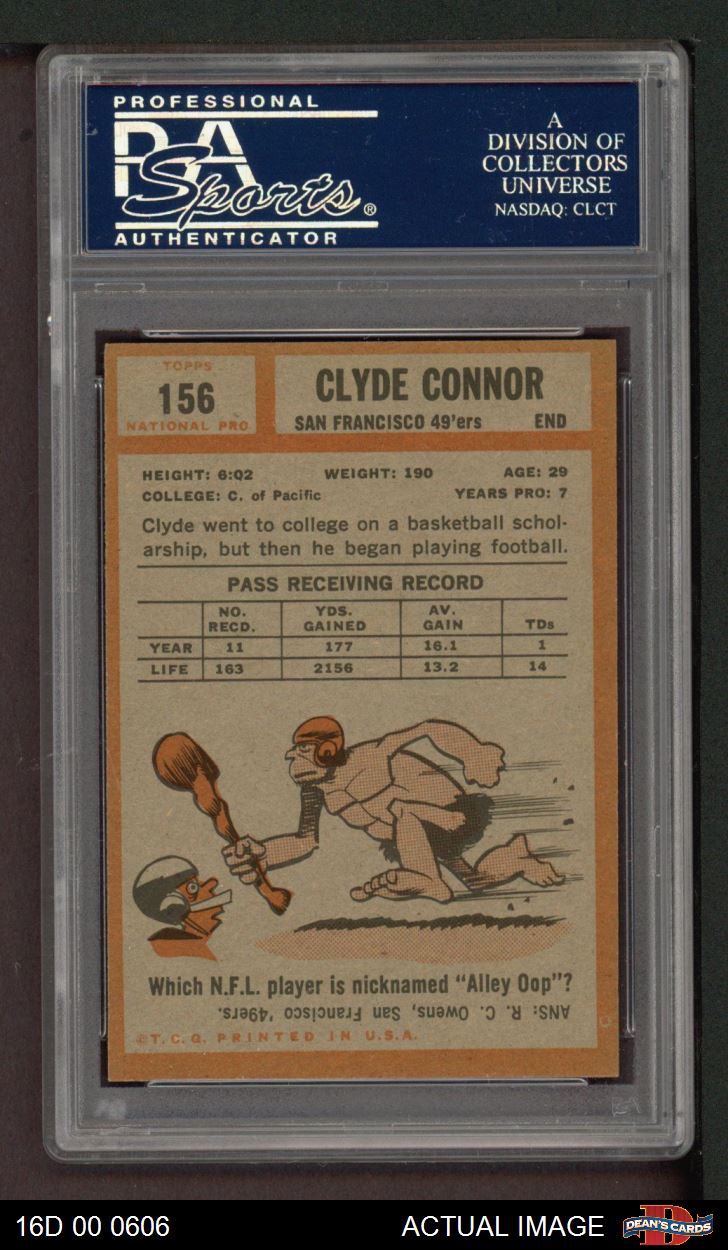 PROFESSIONAL
PSA
Sports®
AUTHENTICATOR
A
DIVISION OF
COLLECTORS
UNIVERSE
NASDAQ: CLCT
TOPPS
156
NATIONAL PRO
CLYDE CONNOR
SAN FRANCISCO 49'ers END
HEIGHT: 6:02 WEIGHT: 190 AGE: 29
COLLEGE: C. of Pacific YEARS PRO: 7
Clyde went to college on a basketball schol-
arship, but then he began playing football.
PASS RECEIVING RECORD
NO. RECD. YDS. GAINED AV. GAIN TDs
YEAR 11 177 16.1 1
LIFE 163 2156 13.2 14
Which N.F.L. player is nicknamed "Alley Oop"?
ANS: R. C. Owens, San Francisco '49ers.
©T.C.G. PRINTED IN U.S.A.
16D 00 0606
ACTUAL IMAGE
DEAN'S CARDS